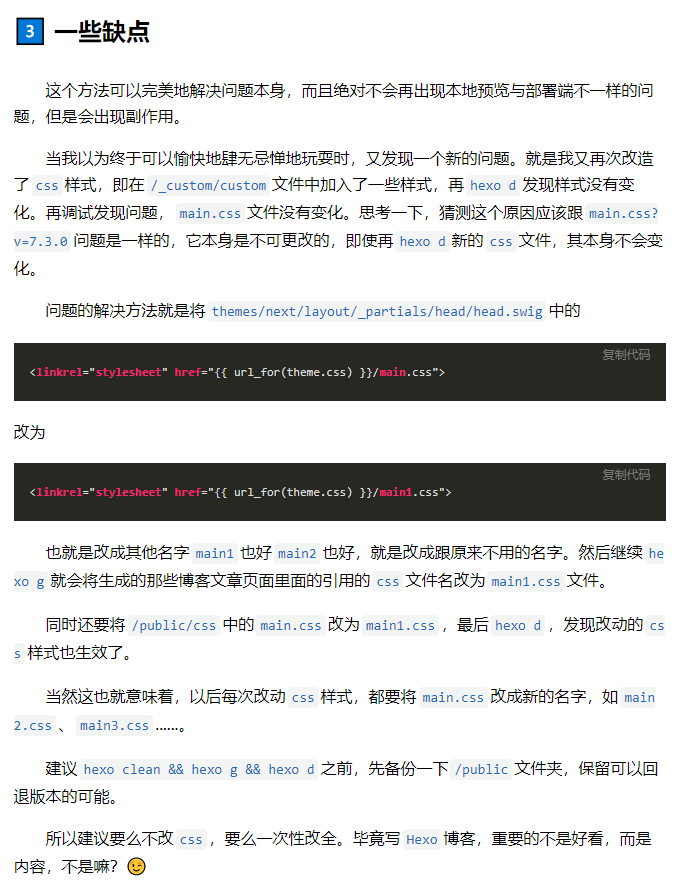 3 一些缺点
这个方法可以完美地解决问题本身，而且绝对不会再出现本地预览与部署端不一样的问
题，但是会出现副作用。
当我以为终于可以愉快地肆无忌惮地玩耍时，又发现一个新的问题。就是我又再次改造
了 css 样式，即在 /_custom/custom 文件中加入了一些样式，再 hexo d 发现样式没有变
化。再调试发现问题， main.css 文件没有变化。思考一下，猜测这个原因应该跟 main.css?
v=7.3.0 问题是一样的，它本身是不可更改的，即使再 hexo d 新的 css 文件，其本身不会变
化。
问题的解决方法就是将 themes/next/layout/_partials/head/head.swig 中的
复制代码
<linkrel="stylesheet" href="{{ url_for(theme.css) }}/main.css">
改为
复制代码
<linkrel="stylesheet" href="{{ url_for(theme.css) }}/main1.css">
也就是改成其他名字 main1 也好 main2 也好，就是改成跟原来不用的名字。然后继续 he
xo g 就会将生成的那些博客文章页面里面的引用的 css 文件名改为 main1.css 文件。
同时还要将 /public/css 中的 main.css 改为 main1.css ，最后 hexo d ，发现改动的 cs
s 样式也生效了。
当然这也就意味着，以后每次改动 css 样式，都要将 main.css 改成新的名字，如 main
2.css 、 main3.css ......。
建议 hexo clean && hexo g && hexo d 之前，先备份一下 /public 文件夹，保留可以回
退版本的可能。
所以建议要么不改 css ，要么一次性改全。毕竟写 Hexo 博客，重要的不是好看，而是
内容，不是嘛？😉